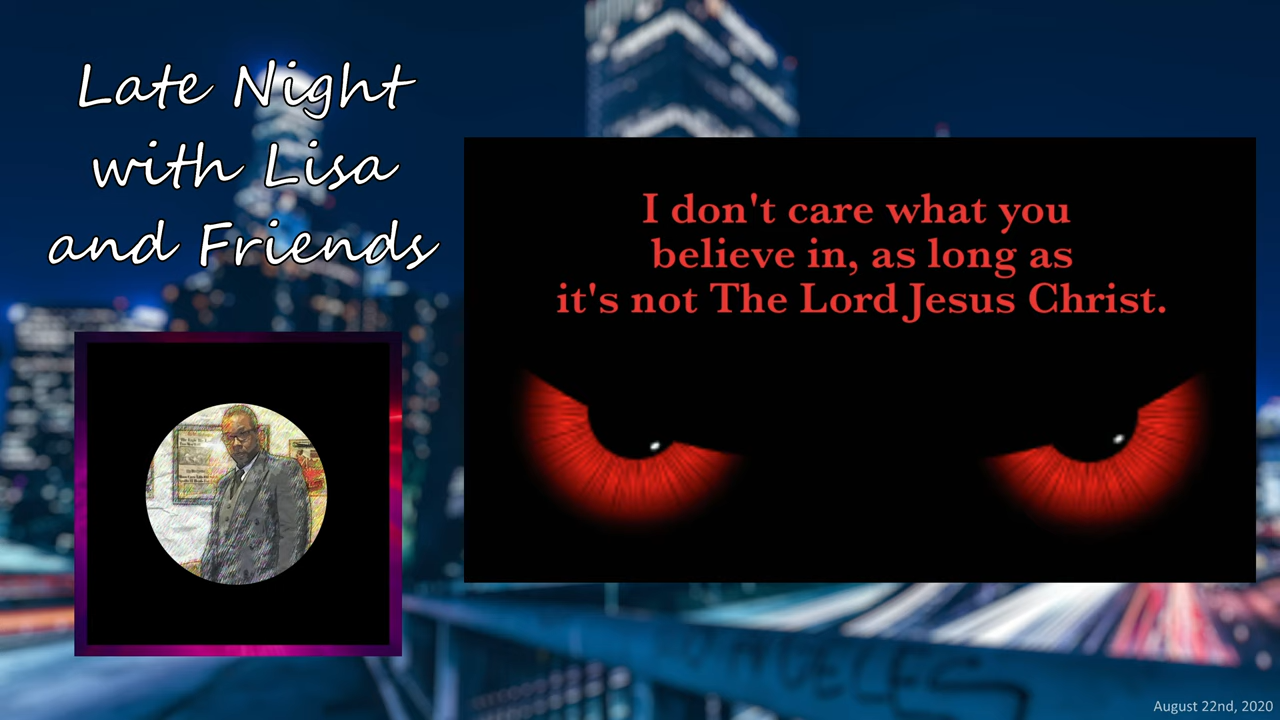 Late Night
with Lisa
and Friends
I don't care what you
believe in, as long as
it's not The Lord Jesus Christ.
August 22nd, 2020